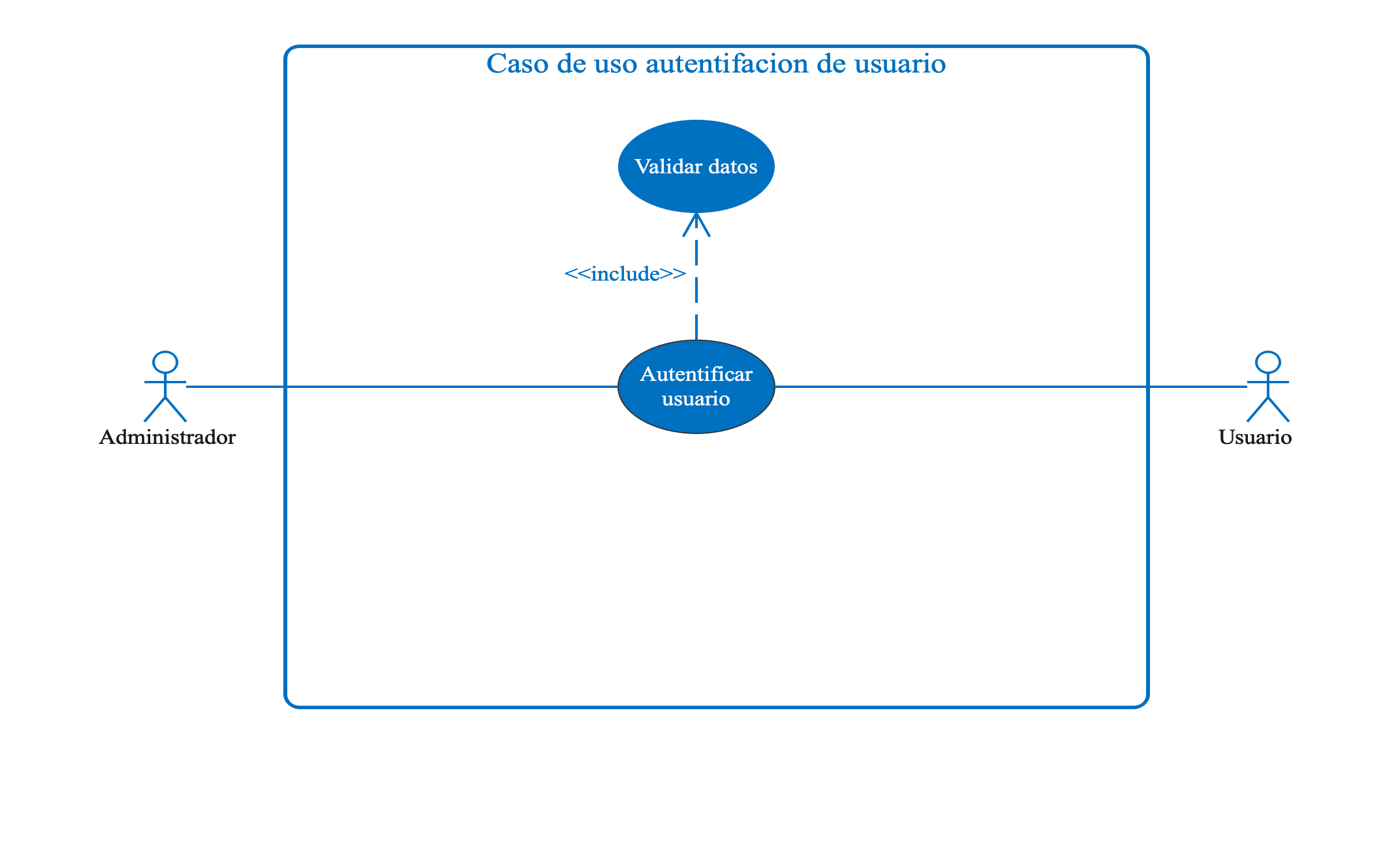 Caso de uso autentifacion de usuario
Validar datos
<<include>>
Autentificar
usuario
Administrador
Usuario